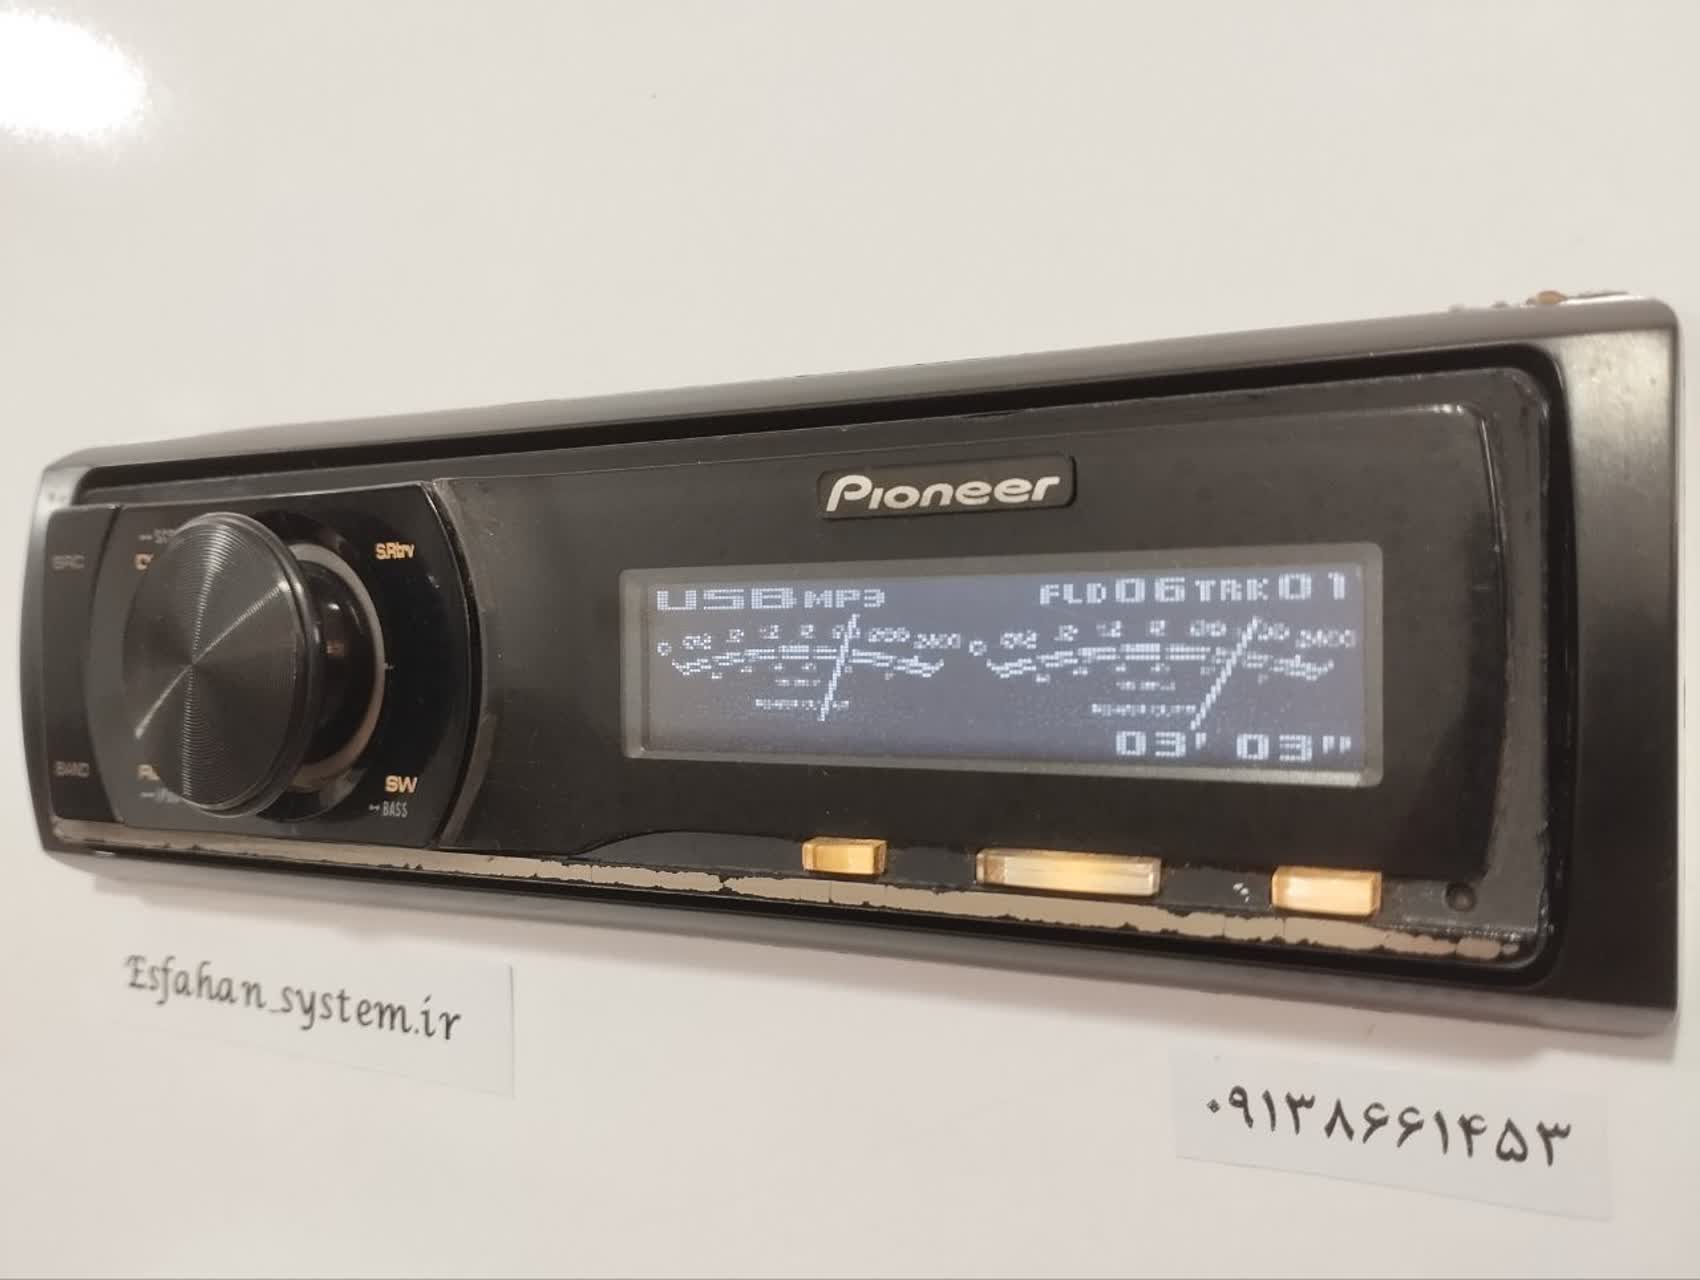 Pioneer
SRC
S.Rtrv
USB MP3 FLD 06 TRK 01
03' 03"
BAND
SW
BASS
Esfahan_system.ir
۰۹۱۳۸۶۶۱۴۵۳